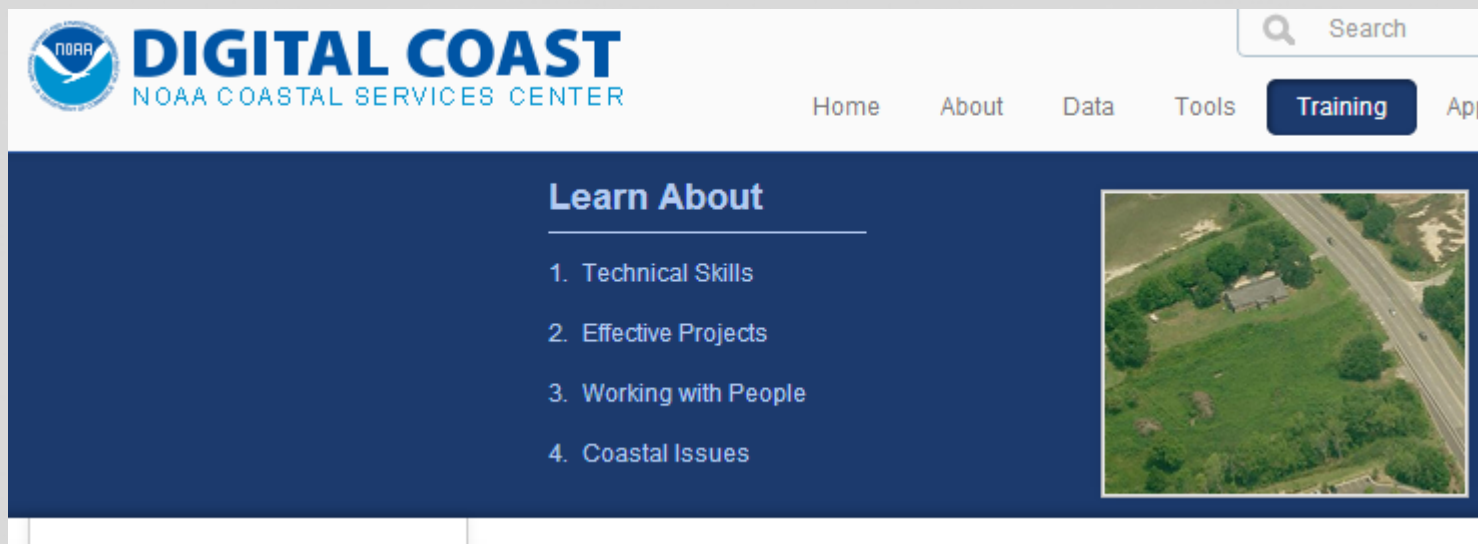 NOAA
DIGITAL COAST
NOAA COASTAL SERVICES CENTER
Search
Home About Data Tools Training App
Learn About
1. Technical Skills
2. Effective Projects
3. Working with People
4. Coastal Issues